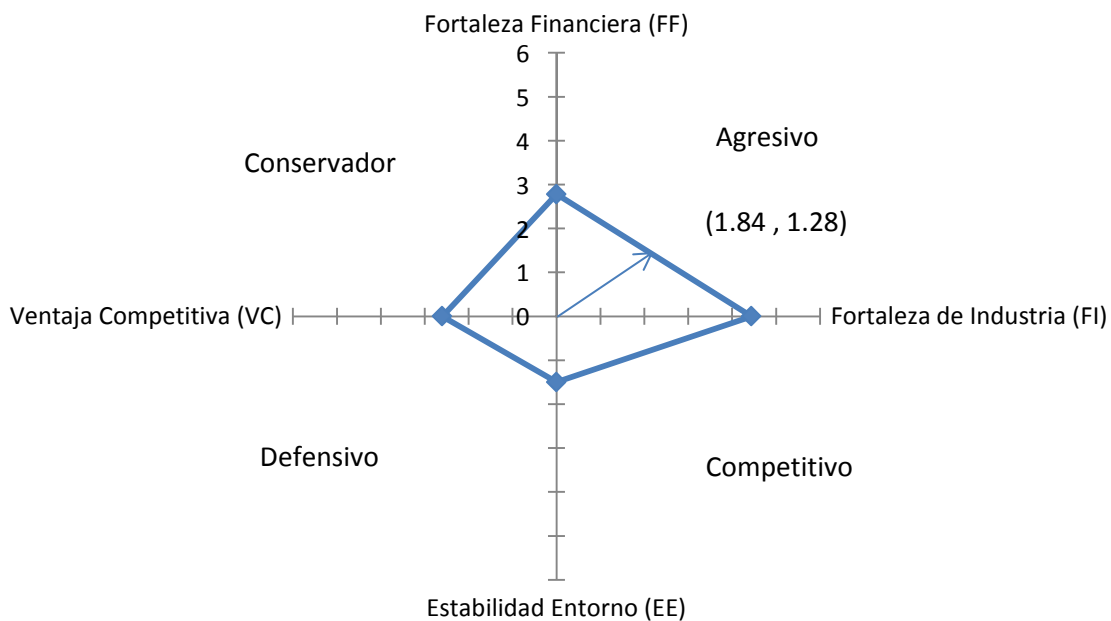 Fortaleza Financiera (FF)
6
5
4
3
2
1
0
Conservador
Agresivo
(1.84 , 1.28)
Ventaja Competitiva (VC)
Fortaleza de Industria (FI)
Defensivo
Competitivo
Estabilidad Entorno (EE)